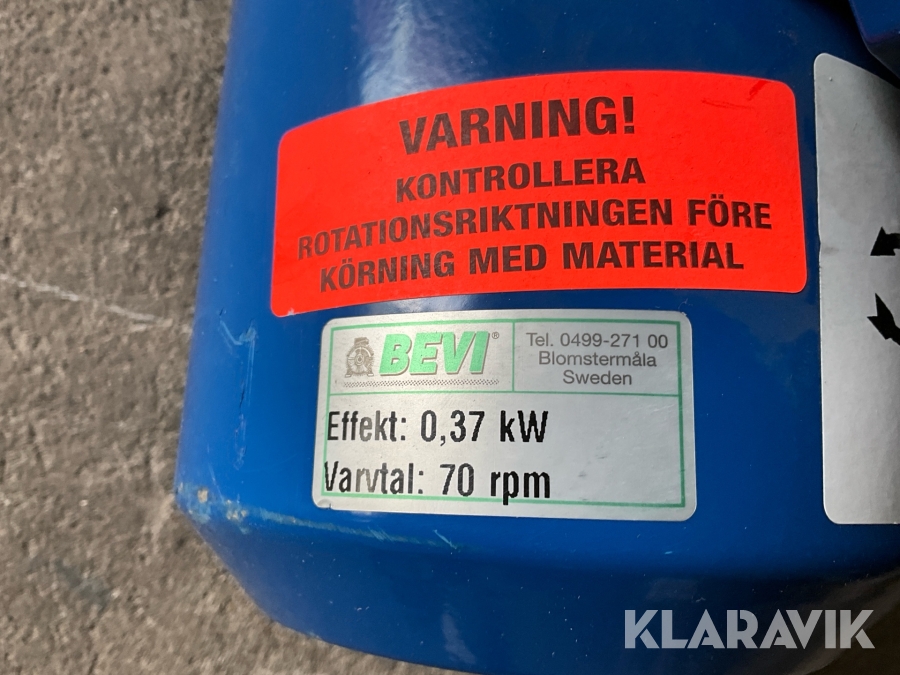 VARNING!
KONTROLLERA
ROTATIONSRIKTNINGEN FÖRE
KÖRNING MED MATERIAL
BEVI®
Tel. 0499-271 00
Blomstermåla
Sweden
Effekt: 0,37 kW
Varvtal: 70 rpm
KLARAVIK